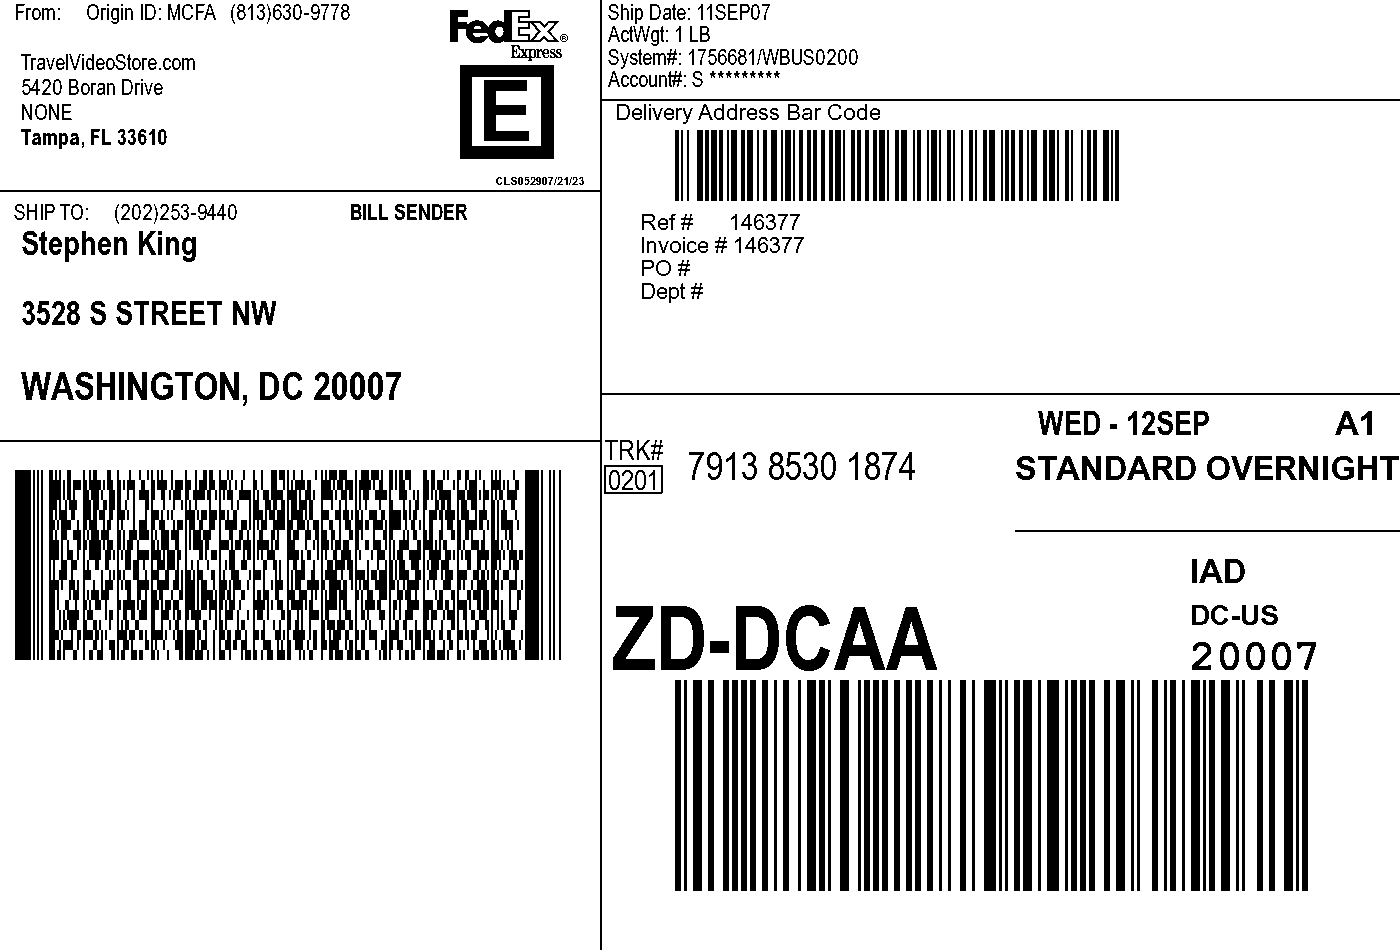 From: Origin ID: MCFA (813)630-9778
TravelVideoStore.com
5420 Boran Drive
NONE
Tampa, FL 33610
FedEx®
Express
E
CLS052907/21/23
Ship Date: 11SEP07
ActWgt: 1 LB
System#: 1756681/WBUS0200
Account#: S *********
Delivery Address Bar Code
Ref # 146377
Invoice # 146377
PO #
Dept #
SHIP TO: (202)253-9440 BILL SENDER
Stephen King
3528 S STREET NW
WASHINGTON, DC 20007
WED - 12SEP A1
STANDARD OVERNIGHT
TRK#
0201
7913 8530 1874
IAD
DC-US
20007
ZD-DCAA